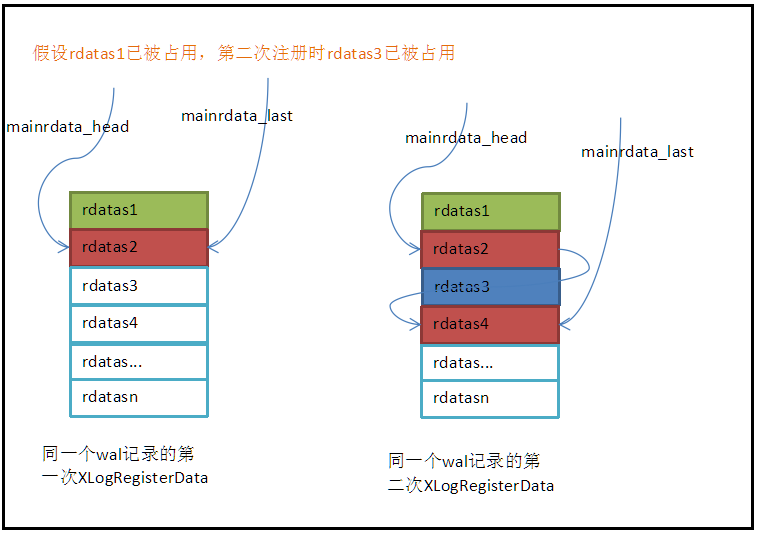 假设rdatas1已被占用，第二次注册时rdatas3已被占用
mainrdata_head
mainrdata_last
rdatas1
rdatas2
rdatas3
rdatas4
rdatas...
rdatasn
同一个wal记录的第
一次XLogRegisterData
mainrdata_head
mainrdata_last
rdatas1
rdatas2
rdatas3
rdatas4
rdatas...
rdatasn
同一个wal记录的第
二次XLogRegisterData